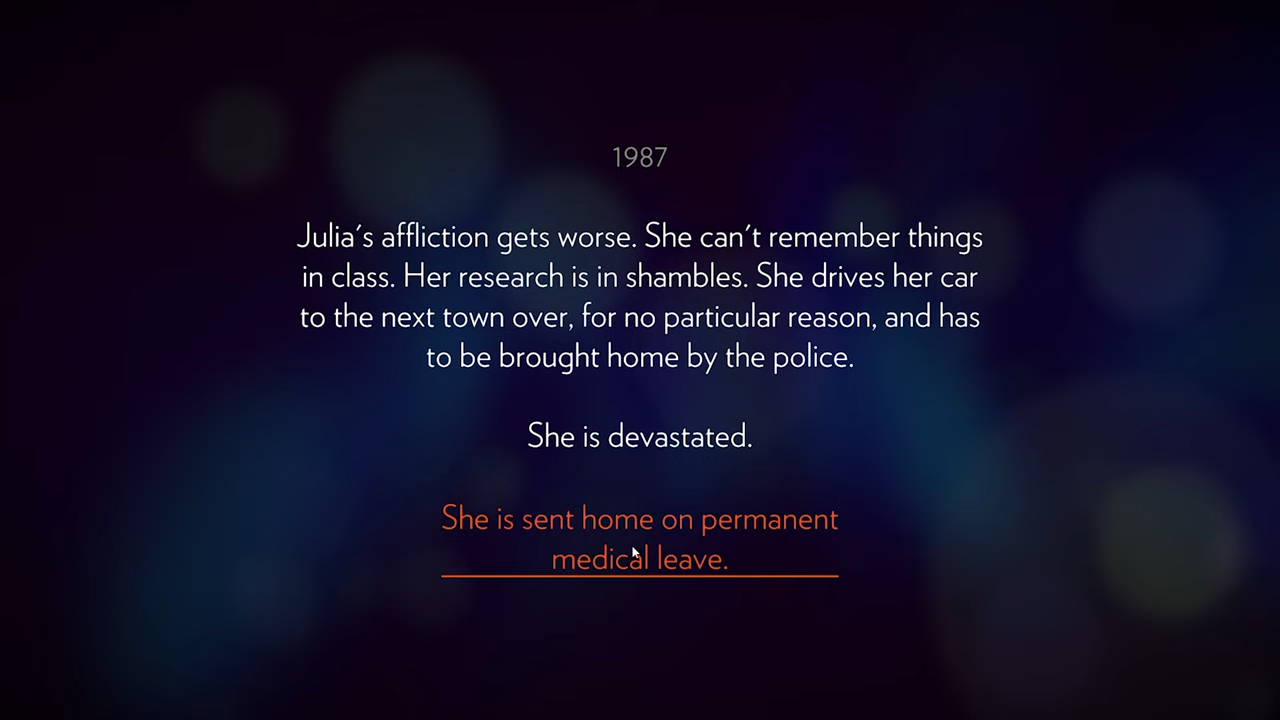 1987
Julia's affliction gets worse. She can't remember things
in class. Her research is in shambles. She drives her car
to the next town over, for no particular reason, and has
to be brought home by the police.
She is devastated.
She is sent home on permanent
medical leave.